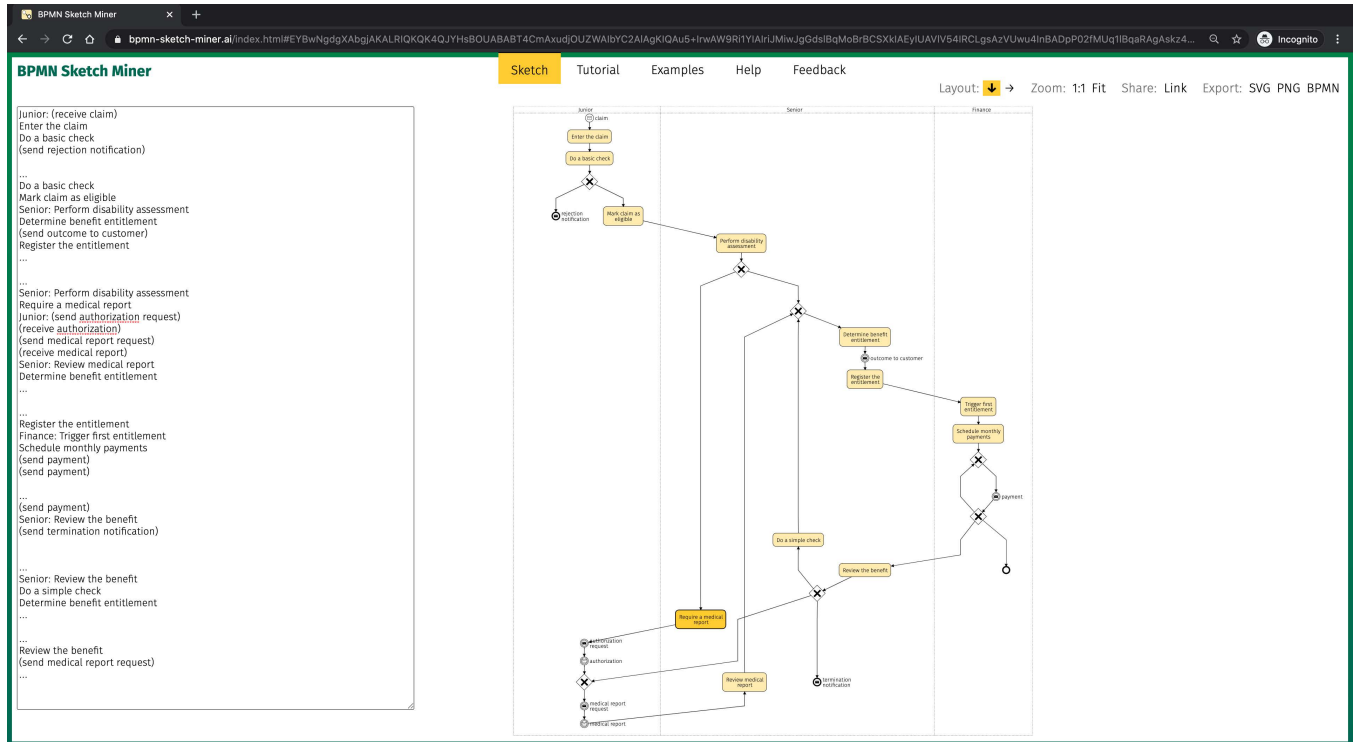 BPMN Sketch Miner
bpmn-sketch-miner.ai/index.html#EYBwNgdgXAbgjAKALRIQKQK4QJYHsBOUABABT4CmAxudjOUZWAIbYC2AIAgKIQAu5+IrwAW9Ri1YIAIriJMiwJgGdslBqMoBrBCSXkIAEyIUAVIV54IRCLgsAzVUwu4InBADpP02fMUq1lBqaRAgAskz4...
Incognito
BPMN Sketch Miner
Sketch Tutorial Examples Help Feedback
Layout: ↓ → Zoom: 1:1 Fit Share: Link Export: SVG PNG BPMN
Junior: (receive claim)
Enter the claim
Do a basic check
(send rejection notification)
...
Do a basic check
Mark claim as eligible
Senior: Perform disability assessment
Determine benefit entitlement
(send outcome to customer)
Register the entitlement
...
...
Senior: Perform disability assessment
Require a medical report
Junior: (send authorization request)
(receive authorization)
(send medical report request)
(receive medical report)
Senior: Review medical report
Determine benefit entitlement
...
...
Register the entitlement
Finance: Trigger first entitlement
Schedule monthly payments
(send payment)
(send payment)
...
(send payment)
Senior: Review the benefit
(send termination notification)
...
Senior: Review the benefit
Do a simple check
Determine benefit entitlement
...
...
Review the benefit
(send medical report request)
...
Junior Senior Finance
claim
Enter the claim
Do a basic check
rejection
notification
Mark claim as
eligible
Perform disability
assessment
Determine benefit
entitlement
outcome to customer
Register the
entitlement
Trigger first
entitlement
Schedule monthly
payments
payment
Do a simple check
Review the benefit
Require a medical
report
authorization
request
authorization
Review medical
report
termination
notification
medical report
request
medical report